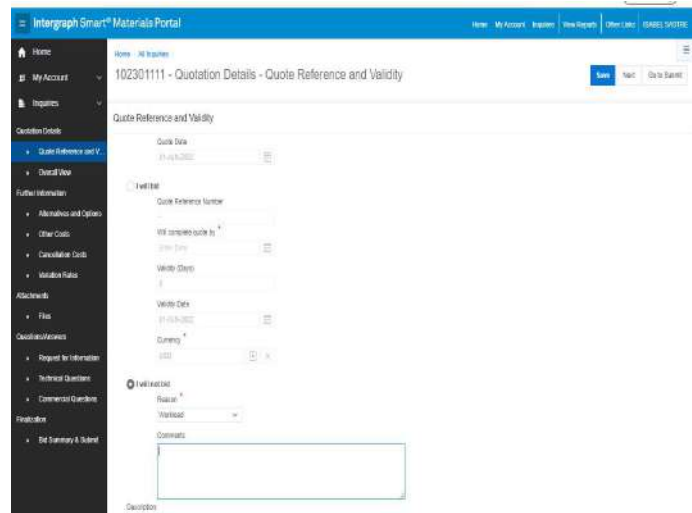 Intergraph Smart® Materials Portal
Home My Account Inquiries View Reports Other Links
Home
My Account
Inquiries
Quotation Details
Quote Reference and V...
Overall View
Further Information
Alternatives and Options
Other Costs
Cancellation Costs
Variation Rates
Attachments
Files
Questions/Answers
Request for Information
Technical Questions
Commercial Questions
Finalization
Bid Summary & Submit
Home All Inquiries
102301111 - Quotation Details - Quote Reference and Validity
Save Next Go to Submit
Quote Reference and Validity
Quote Date
I will bid
Quote Reference Number
Will complete quote by *
Enter Date
Validity (Days)
Validity Date
Currency *
USD
I will not bid
Reason *
Workload
Comments
Description